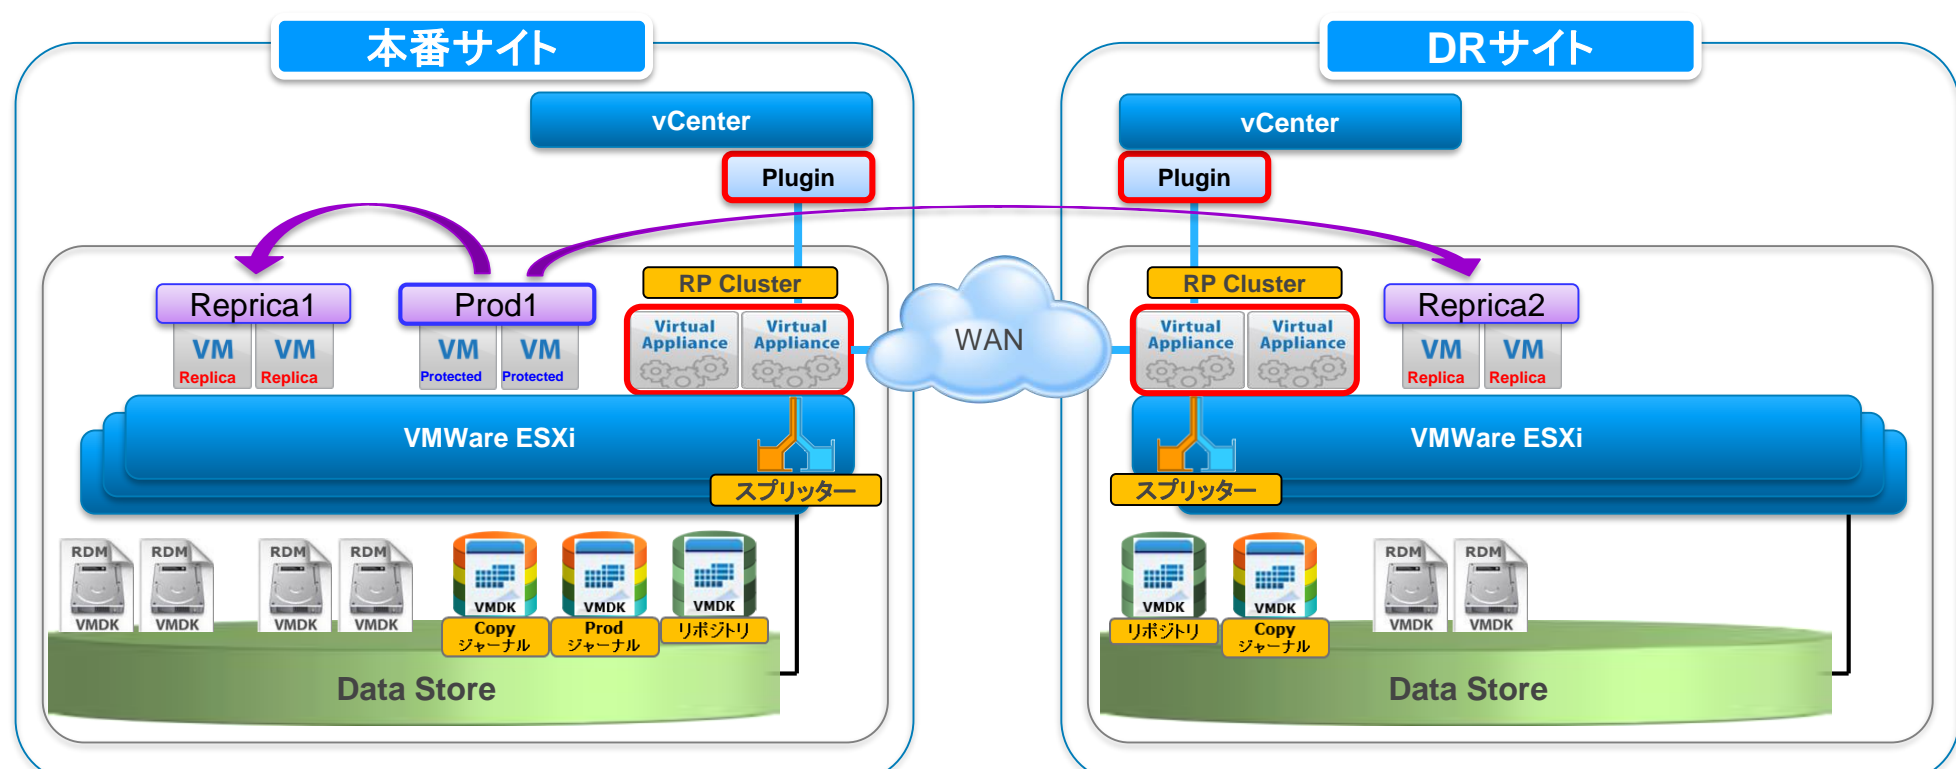 本番サイト
DRサイト
vCenter
vCenter
Plugin
Plugin
RP Cluster
RP Cluster
Reprica1
Prod1
Reprica2
Virtual
Appliance
Virtual
Appliance
Virtual
Appliance
Virtual
Appliance
WAN
VM
Replica
VM
Replica
VM
Protected
VM
Protected
VM
Replica
VM
Replica
VMWare ESXi
VMWare ESXi
スプリッター
スプリッター
RDM
VMDK
RDM
VMDK
RDM
VMDK
RDM
VMDK
VMDK
Copy
ジャーナル
VMDK
Prod
ジャーナル
VMDK
リポジトリ
VMDK
リポジトリ
VMDK
Copy
ジャーナル
RDM
VMDK
RDM
VMDK
Data Store
Data Store